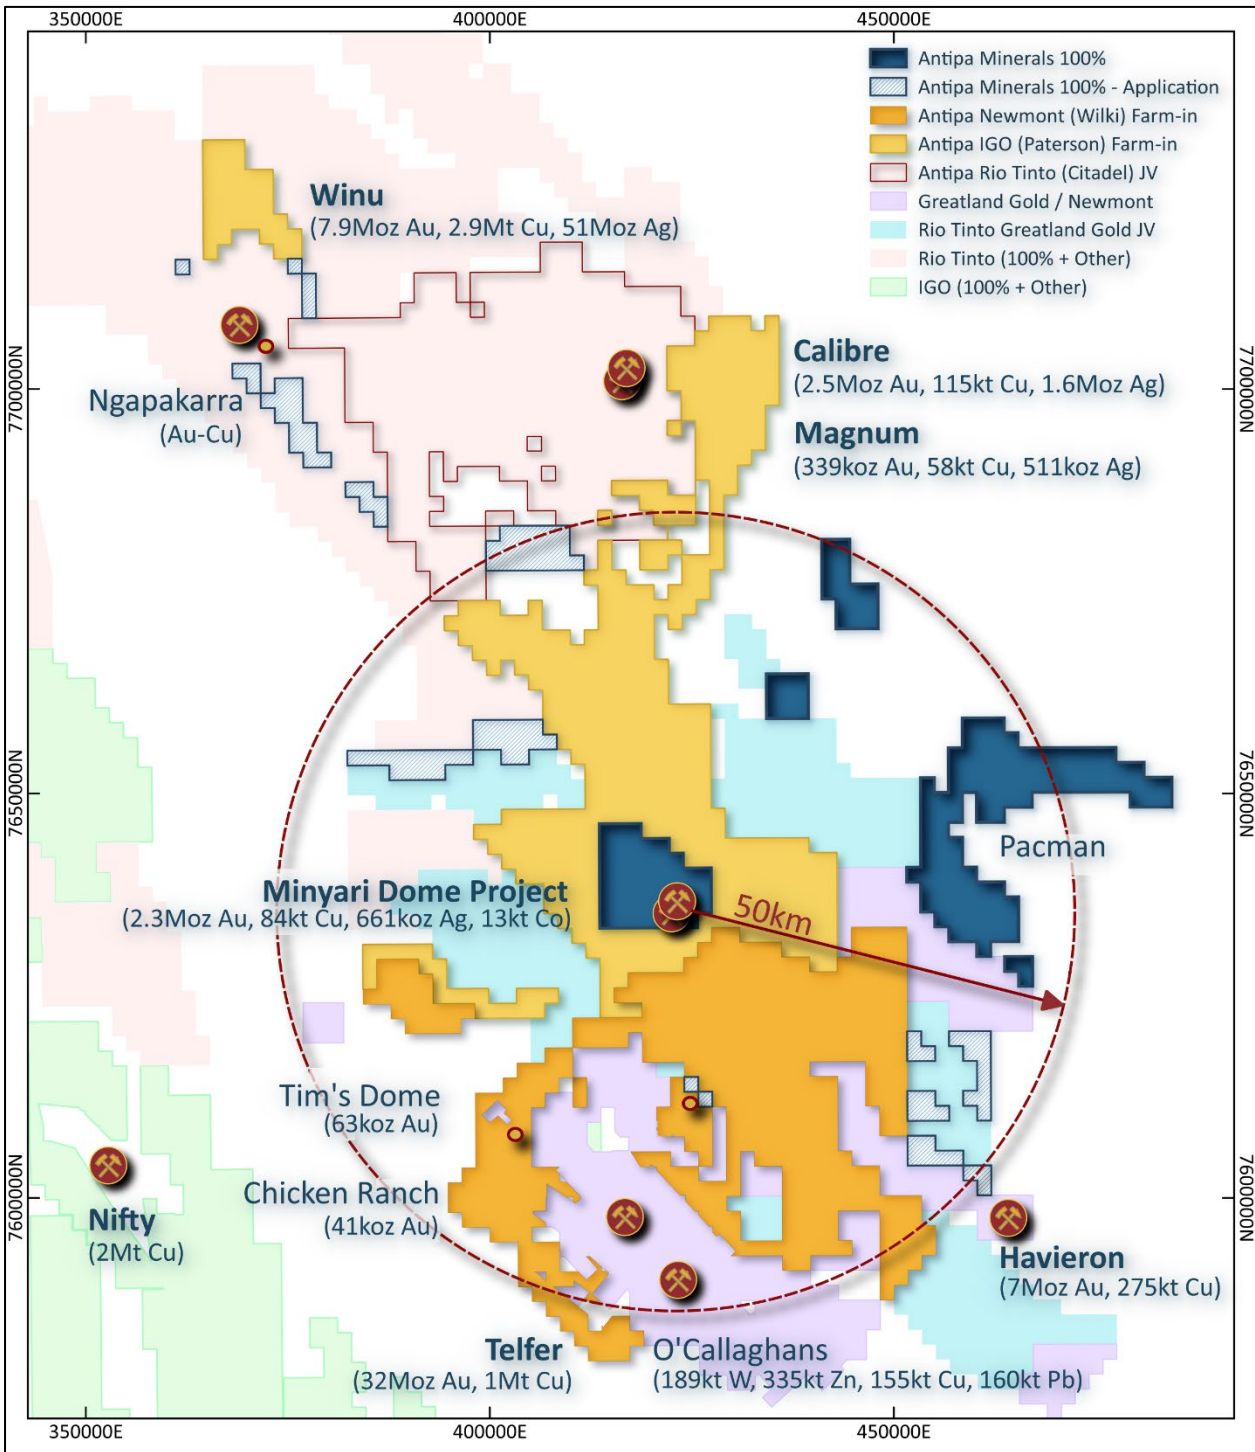 350000E
400000E
450000E
Antipa Minerals 100%
Antipa Minerals 100% - Application
Antipa Newmont (Wilki) Farm-in
Antipa IGO (Paterson) Farm-in
Antipa Rio Tinto (Citadel) JV
Greatland Gold / Newmont
Rio Tinto Greatland Gold JV
Rio Tinto (100% + Other)
IGO (100% + Other)
Winu
(7.9Moz Au, 2.9Mt Cu, 51Moz Ag)
Calibre
(2.5Moz Au, 115kt Cu, 1.6Moz Ag)
7700000N
7700000N
Ngapakarra
(Au-Cu)
Magnum
(339koz Au, 58kt Cu, 511koz Ag)
7650000N
7650000N
Pacman
Minyari Dome Project
(2.3Moz Au, 84kt Cu, 661koz Ag, 13kt Co)
50km
Tim's Dome
(63koz Au)
Chicken Ranch
(41koz Au)
7600000N
7600000N
Nifty
(2Mt Cu)
Havieron
(7Moz Au, 275kt Cu)
Telfer
(32Moz Au, 1Mt Cu)
O'Callaghans
(189kt W, 335kt Zn, 155kt Cu, 160kt Pb)
350000E
400000E
450000E